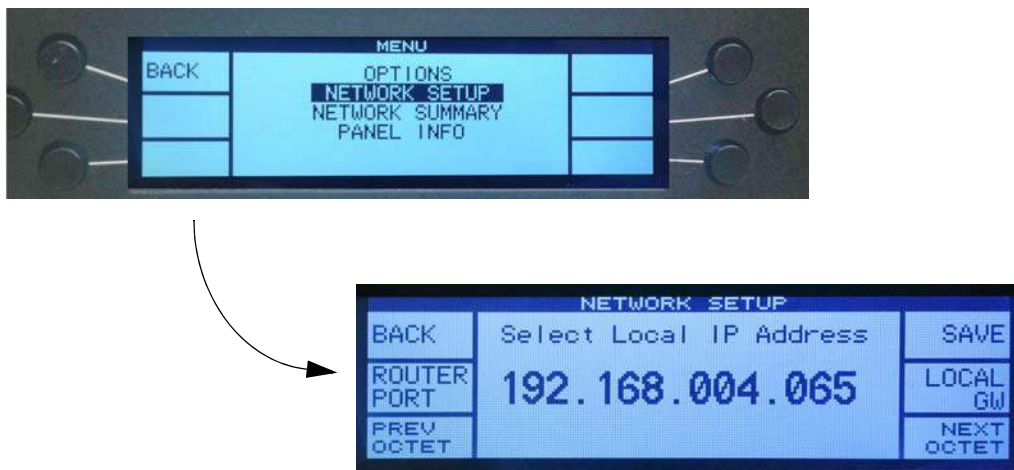 MENU
BACK
OPTIONS
NETWORK SETUP
NETWORK SUMMARY
PANEL INFO
NETWORK SETUP
BACK
Select Local IP Address
SAVE
ROUTER
PORT
192.168.004.065
LOCAL
GW
PREV
OCTET
NEXT
OCTET